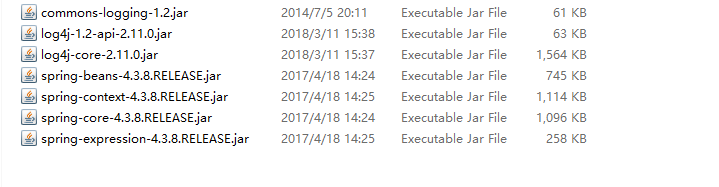 commons-logging-1.2.jar 2014/7/5 20:11 Executable Jar File 61 KB
log4j-1.2-api-2.11.0.jar 2018/3/11 15:38 Executable Jar File 63 KB
log4j-core-2.11.0.jar 2018/3/11 15:37 Executable Jar File 1,564 KB
spring-beans-4.3.8.RELEASE.jar 2017/4/18 14:24 Executable Jar File 745 KB
spring-context-4.3.8.RELEASE.jar 2017/4/18 14:25 Executable Jar File 1,114 KB
spring-core-4.3.8.RELEASE.jar 2017/4/18 14:24 Executable Jar File 1,096 KB
spring-expression-4.3.8.RELEASE.jar 2017/4/18 14:25 Executable Jar File 258 KB